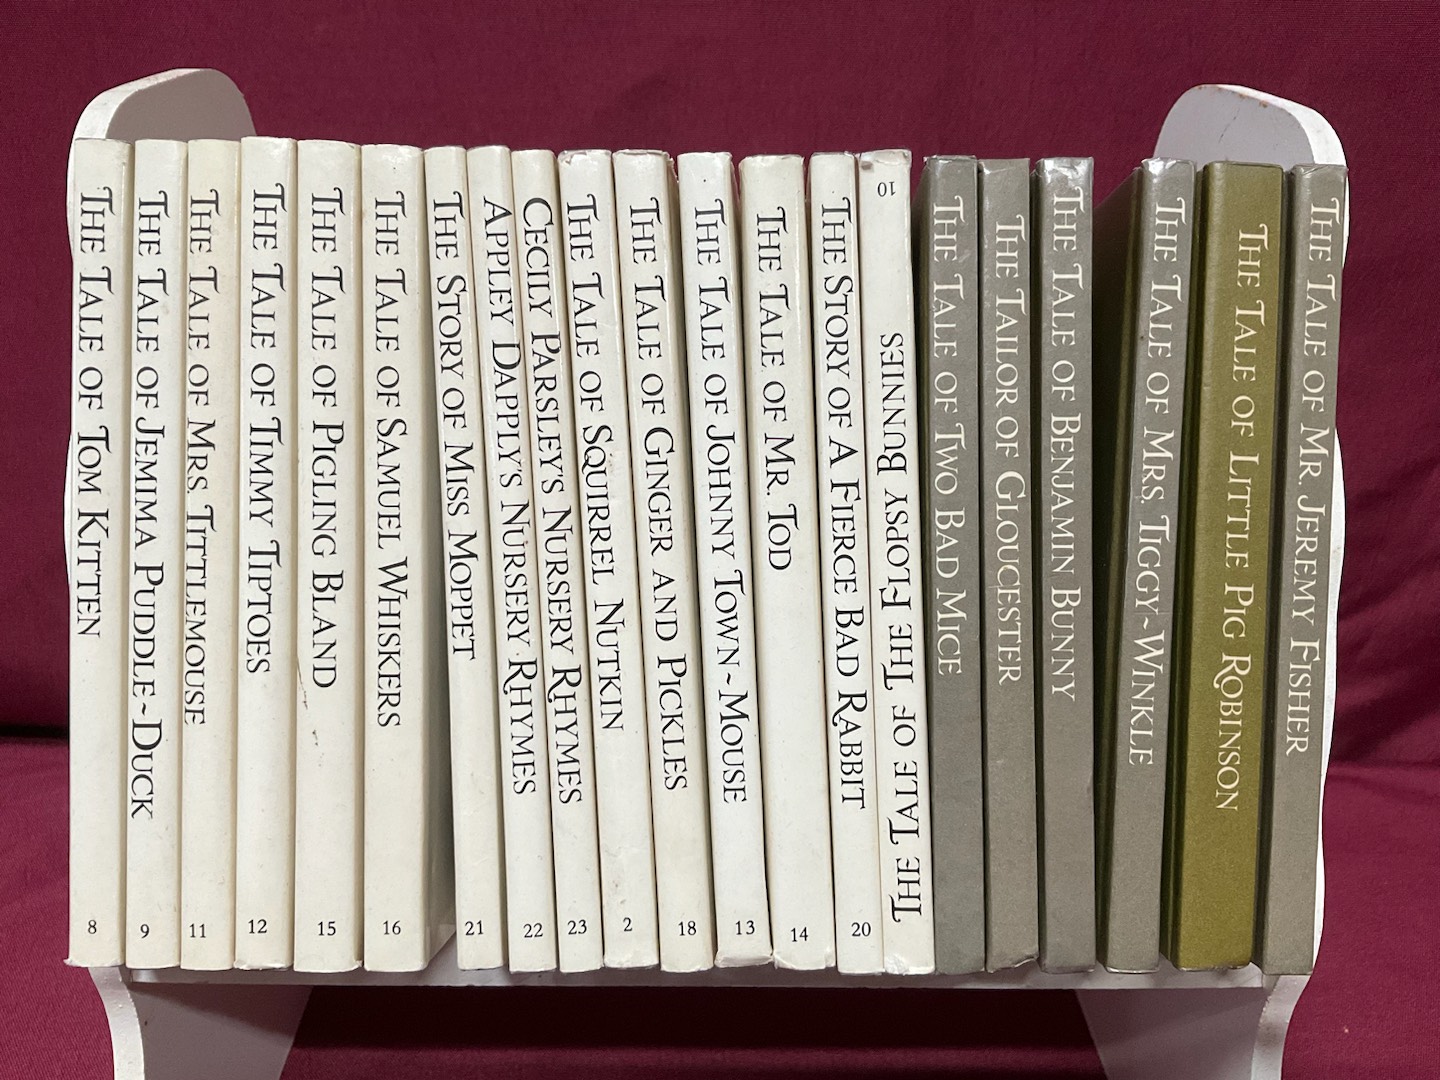 The Tale of Tom Kitten
8
The Tale of Jemima Puddle~Duck
9
The Tale of Mrs. Tittlemouse
11
The Tale of Timmy Tiptoes
12
The Tale of Pigling Bland
15
The Tale of Samuel Whiskers
16
The Story of Miss Moppet
21
Appley Dapply's Nursery Rhymes
22
Cecily Parsley's Nursery Rhymes
23
The Tale of Squirrel Nutkin
2
The Tale of Ginger and Pickles
18
The Tale of Johnny Town~Mouse
13
The Tale of Mr. Tod
14
The Story of A Fierce Bad Rabbit
20
The Tale of The Flopsy Bunnies
10
The Tale of Two Bad Mice
The Tailor of Gloucester
The Tale of Benjamin Bunny
The Tale of Mrs. Tiggy~Winkle
The Tale of Little Pig Robinson
The Tale of Mr. Jeremy Fisher